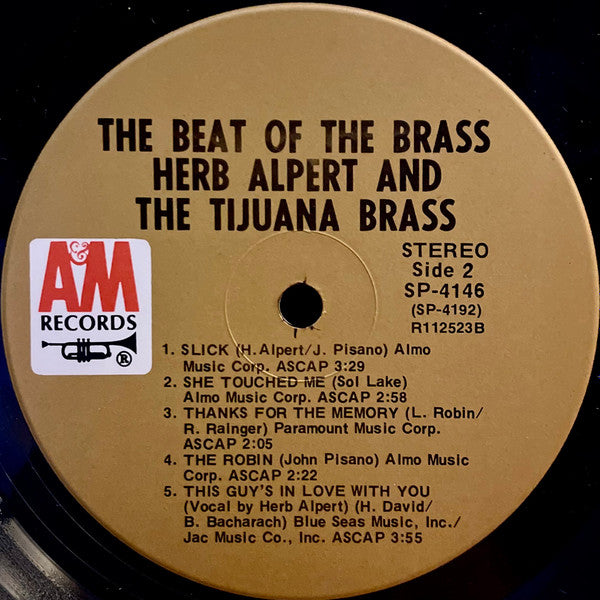 THE BEAT OF THE BRASS
HERB ALPERT AND
THE TIJUANA BRASS
STEREO
Side 2
SP-4146
(SP-4192)
R112523B
A&M
RECORDS
®
1. SLICK (H. Alpert/J. Pisano) Almo
Music Corp. ASCAP 3:29
2. SHE TOUCHED ME (Sol Lake)
Almo Music Corp. ASCAP 2:58
3. THANKS FOR THE MEMORY (L. Robin/
R. Rainger) Paramount Music Corp.
ASCAP 2:05
4. THE ROBIN (John Pisano) Almo Music
Corp. ASCAP 2:22
5. THIS GUY'S IN LOVE WITH YOU
(Vocal by Herb Alpert) (H. David/
B. Bacharach) Blue Seas Music, Inc./
Jac Music Co., Inc. ASCAP 3:55